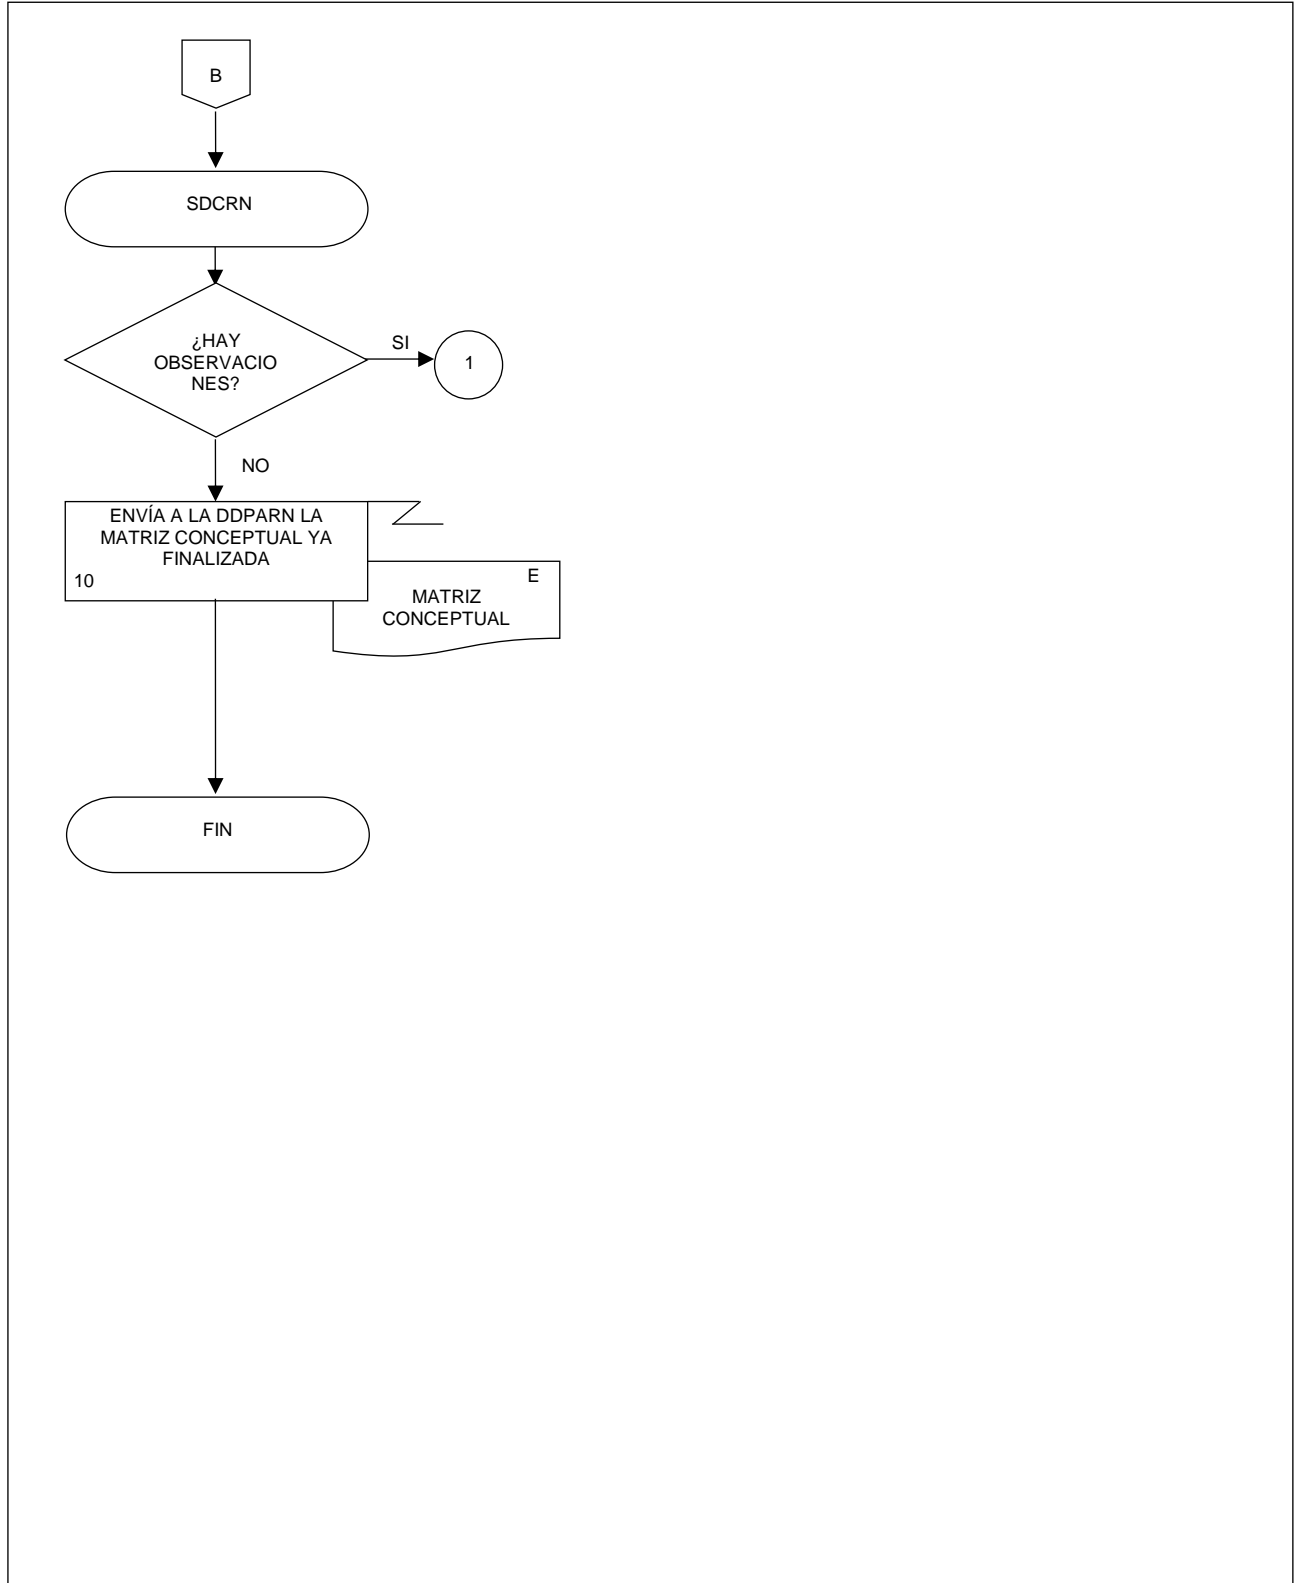 B
SDCRN
¿HAY
OBSERVACIO
NES?
SI
1
NO
ENVÍA A LA DDPARN LA
MATRIZ CONCEPTUAL YA
FINALIZADA
10
E
MATRIZ
CONCEPTUAL
FIN